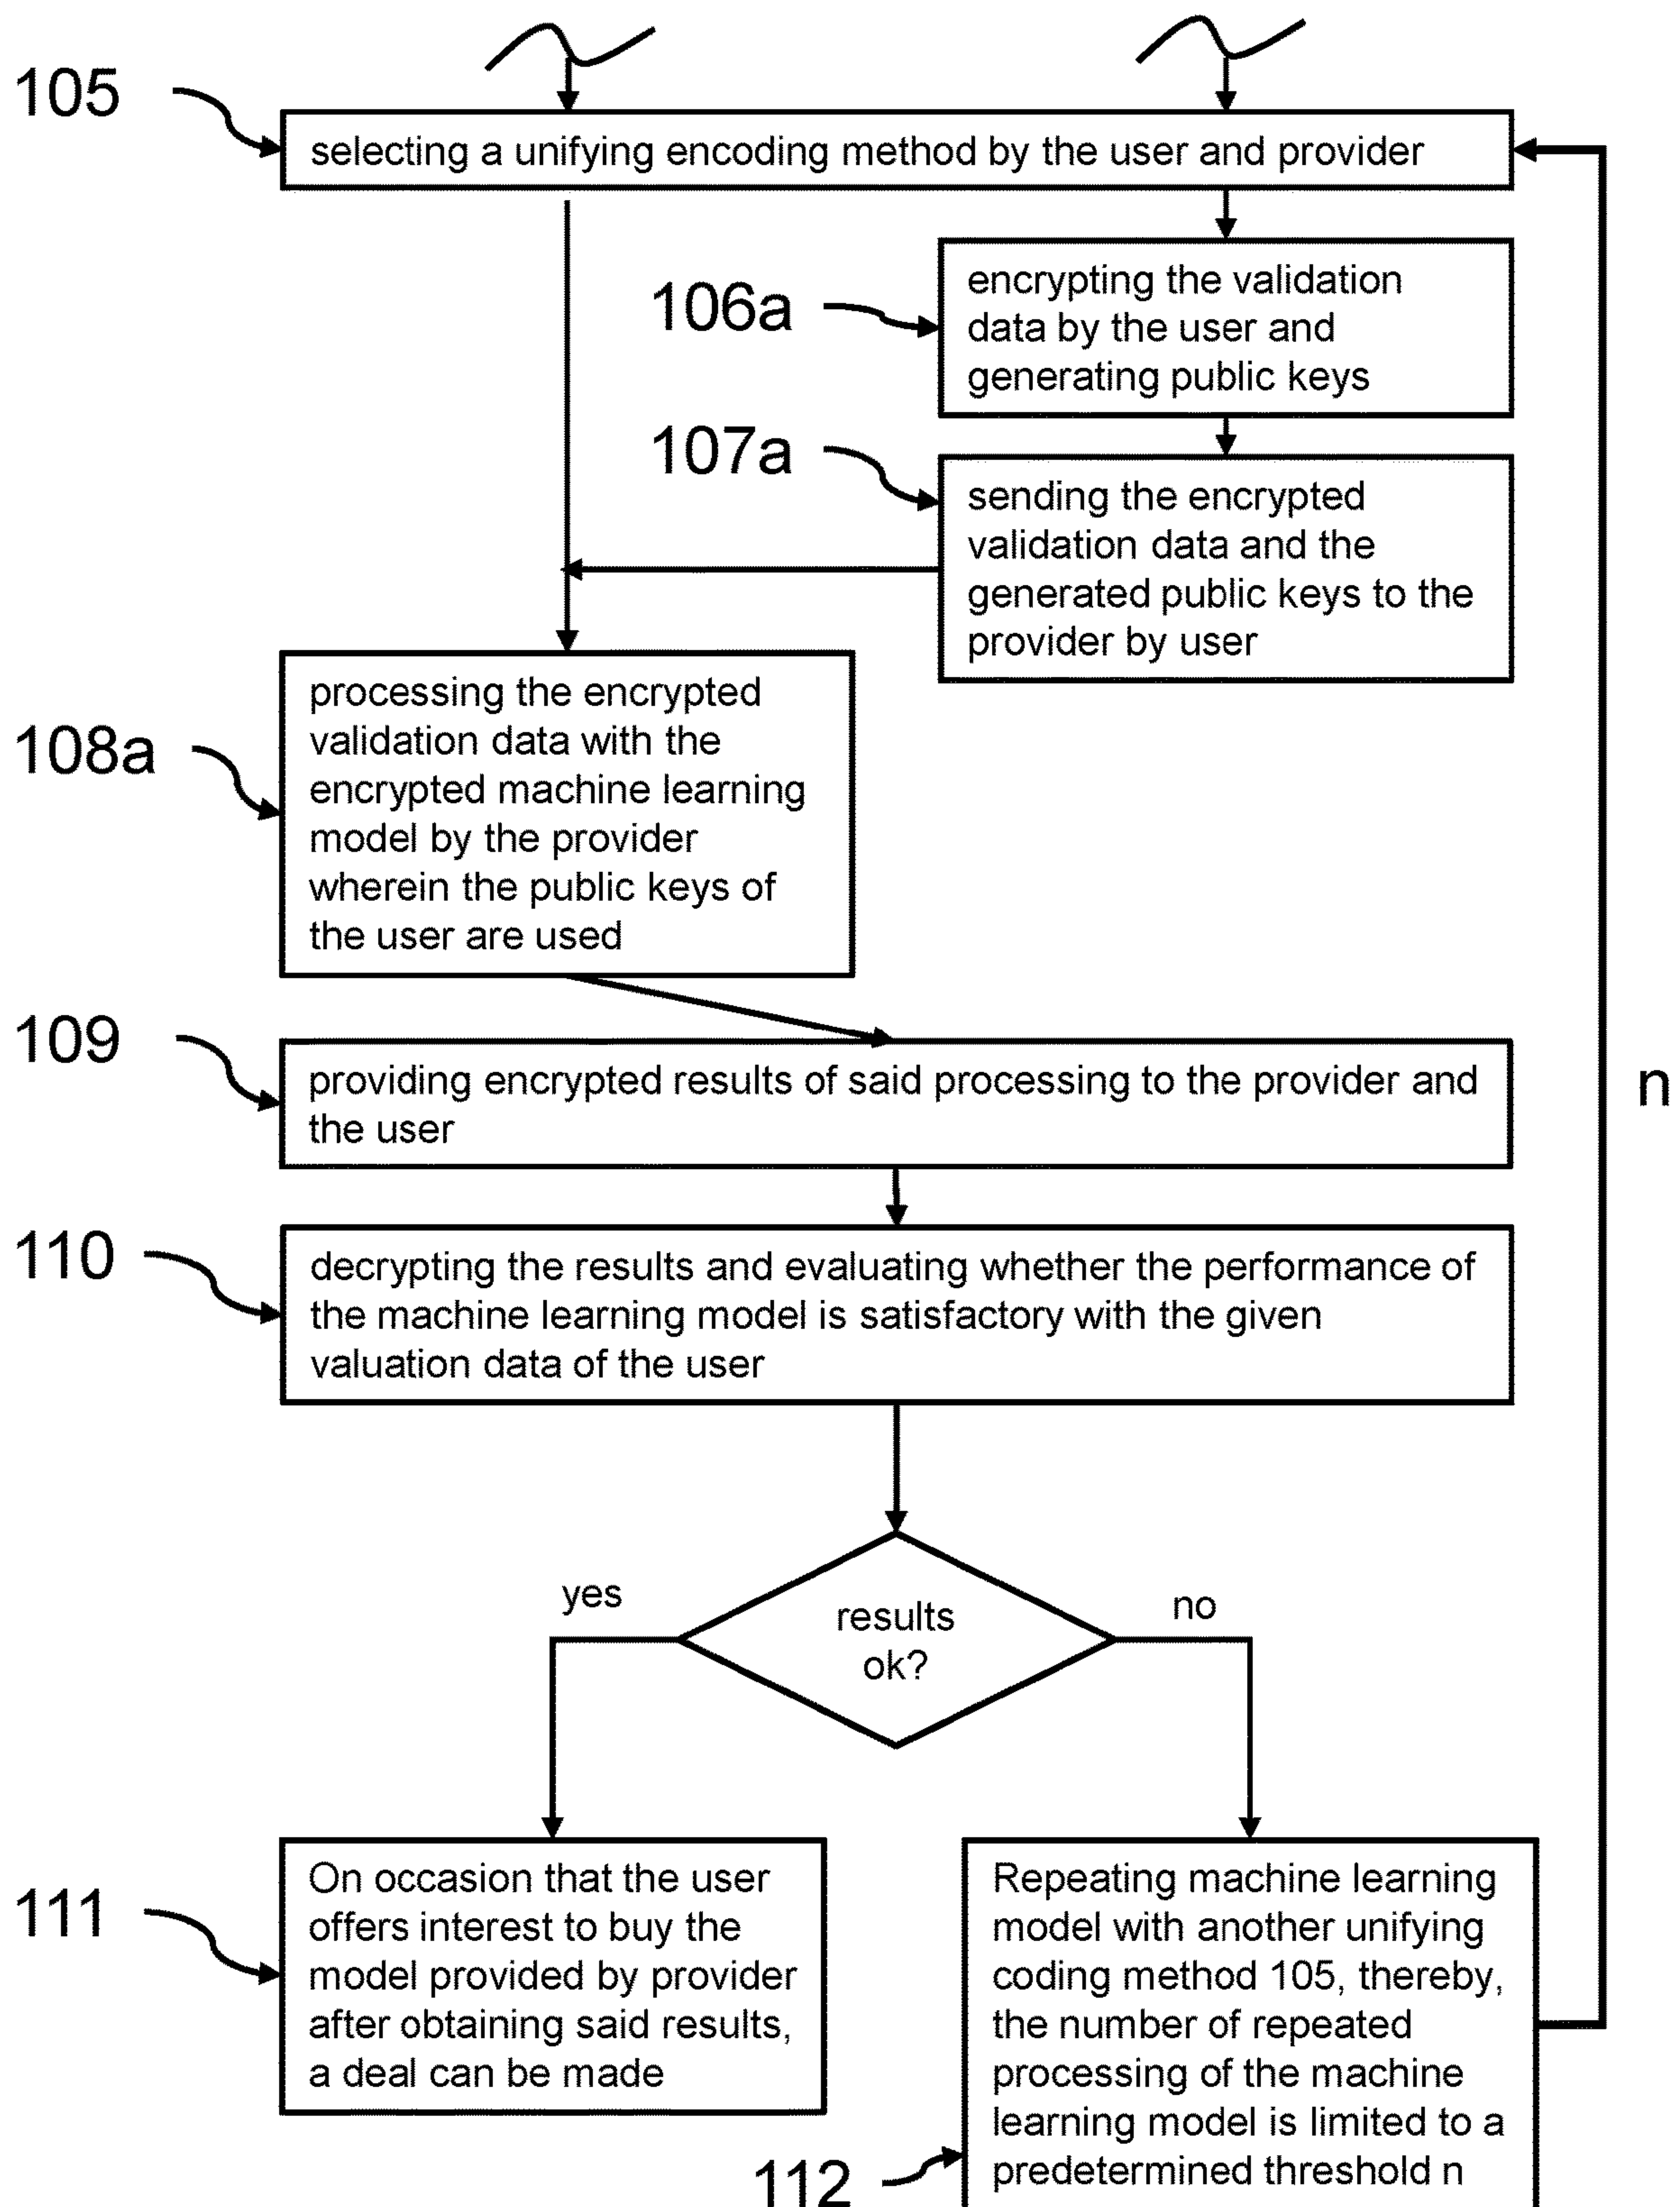 105
selecting a unifying encoding method by the user and provider
106a
encrypting the validation
data by the user and
generating public keys
107a
sending the encrypted
validation data and the
generated public keys to the
provider by user
108a
processing the encrypted
validation data with the
encrypted machine learning
model by the provider
wherein the public keys of
the user are used
109
providing encrypted results of said processing to the provider and
the user
n
110
decrypting the results and evaluating whether the performance of
the machine learning model is satisfactory with the given
valuation data of the user
yes
results
ok?
no
111
On occasion that the user
offers interest to buy the
model provided by provider
after obtaining said results,
a deal can be made
Repeating machine learning
model with another unifying
coding method 105, thereby,
the number of repeated
processing of the machine
learning model is limited to a
predetermined threshold n
112